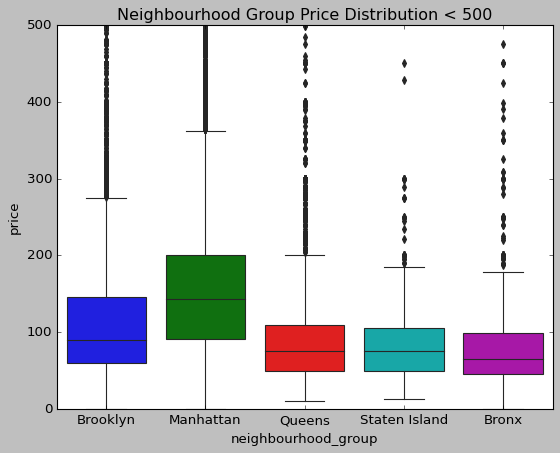 Neighbourhood Group Price Distribution < 500
500
400
300
200
100
0
price
Brooklyn Manhattan Queens Staten Island Bronx
neighbourhood_group